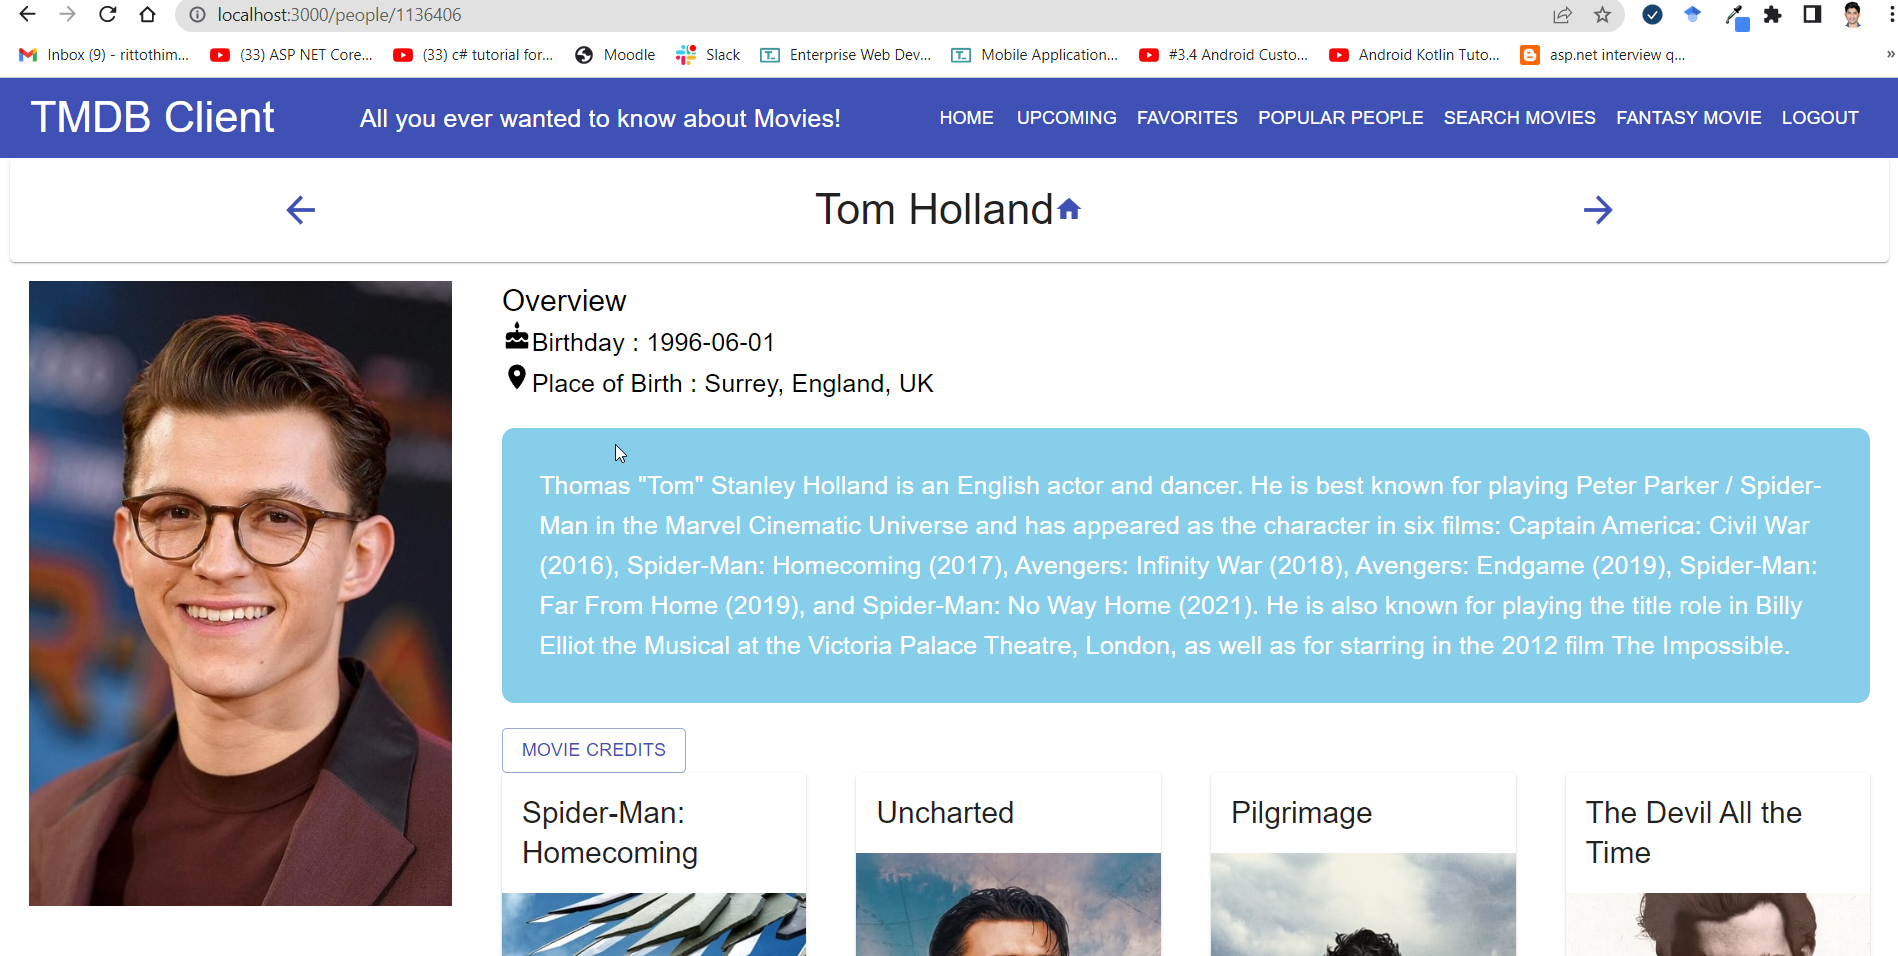 localhost:3000/people/1136406
Inbox (9) - rittothim... (33) ASP NET Core... (33) c# tutorial for... Moodle Slack Enterprise Web Dev... Mobile Application... #3.4 Android Custo... Android Kotlin Tuto... asp.net interview q... »
TMDB Client All you ever wanted to know about Movies! HOME UPCOMING FAVORITES POPULAR PEOPLE SEARCH MOVIES FANTASY MOVIE LOGOUT
Tom Holland
Overview
Birthday : 1996-06-01
Place of Birth : Surrey, England, UK
Thomas "Tom" Stanley Holland is an English actor and dancer. He is best known for playing Peter Parker / Spider-
Man in the Marvel Cinematic Universe and has appeared as the character in six films: Captain America: Civil War
(2016), Spider-Man: Homecoming (2017), Avengers: Infinity War (2018), Avengers: Endgame (2019), Spider-Man:
Far From Home (2019), and Spider-Man: No Way Home (2021). He is also known for playing the title role in Billy
Elliot the Musical at the Victoria Palace Theatre, London, as well as for starring in the 2012 film The Impossible.
MOVIE CREDITS
Spider-Man:
Homecoming
Uncharted
Pilgrimage
The Devil All the
Time